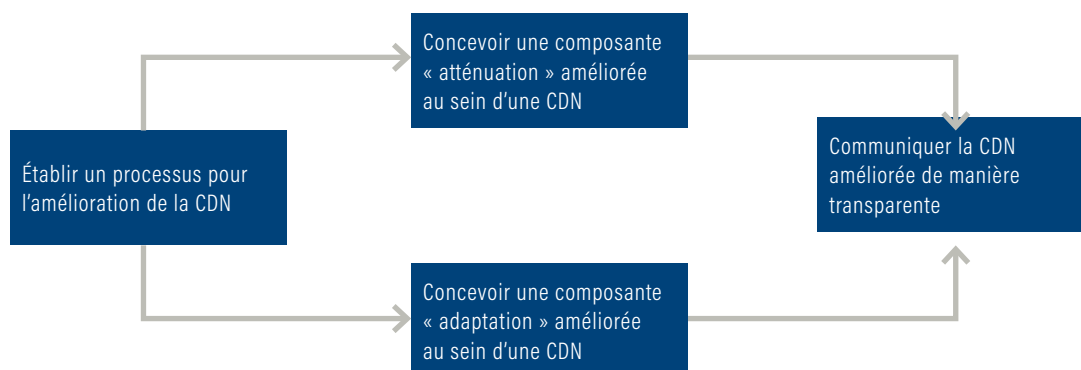 Établir un processus pour
l’amélioration de la CDN
Concevoir une composante
« atténuation » améliorée
au sein d’une CDN
Concevoir une composante
« adaptation » améliorée
au sein d’une CDN
Communiquer la CDN
améliorée de manière
transparente